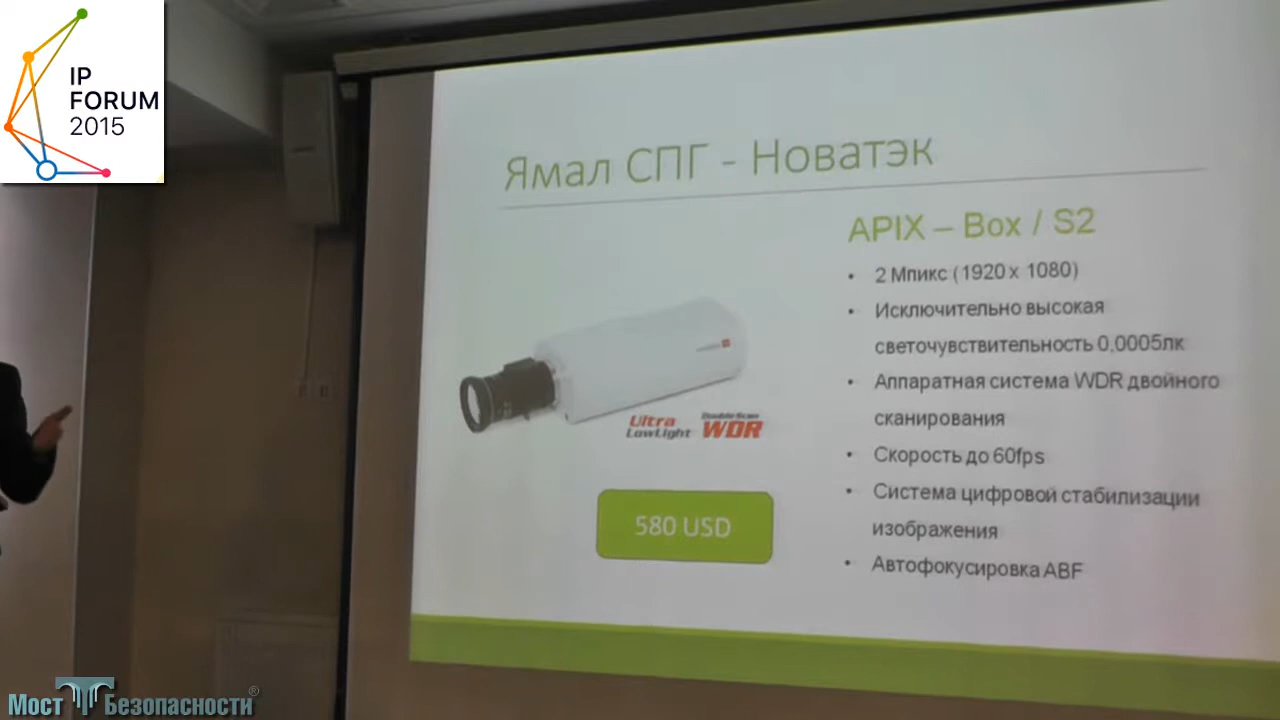 IP
FORUM
2015
Ямал СПГ - Новатэк
APIX – Box / S2
• 2 Мпикс (1920 x 1080)
• Исключительно высокая
светочувствительность 0,0005лк
• Аппаратная система WDR двойного
сканирования
• Скорость до 60fps
• Система цифровой стабилизации
изображения
• Автофокусировка ABF
Ultra
LowLight
DoubleScan
WDR
580 USD
Мост Безопасности®